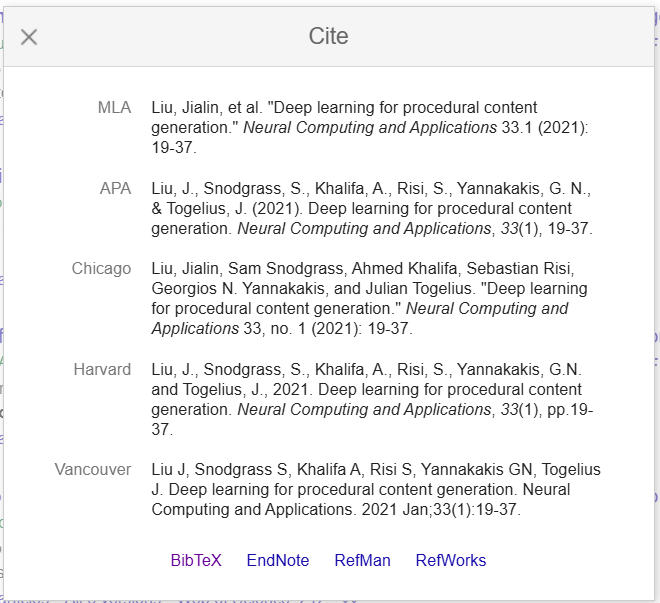 Cite
MLA
Liu, Jialin, et al. "Deep learning for procedural content
generation." Neural Computing and Applications 33.1 (2021):
19-37.
APA
Liu, J., Snodgrass, S., Khalifa, A., Risi, S., Yannakakis, G. N.,
& Togelius, J. (2021). Deep learning for procedural content
generation. Neural Computing and Applications, 33(1), 19-37.
Chicago
Liu, Jialin, Sam Snodgrass, Ahmed Khalifa, Sebastian Risi,
Georgios N. Yannakakis, and Julian Togelius. "Deep learning
for procedural content generation." Neural Computing and
Applications 33, no. 1 (2021): 19-37.
Harvard
Liu, J., Snodgrass, S., Khalifa, A., Risi, S., Yannakakis, G.N.
and Togelius, J., 2021. Deep learning for procedural content
generation. Neural Computing and Applications, 33(1), pp.19-
37.
Vancouver
Liu J, Snodgrass S, Khalifa A, Risi S, Yannakakis GN, Togelius
J. Deep learning for procedural content generation. Neural
Computing and Applications. 2021 Jan;33(1):19-37.
BibTeX EndNote RefMan RefWorks